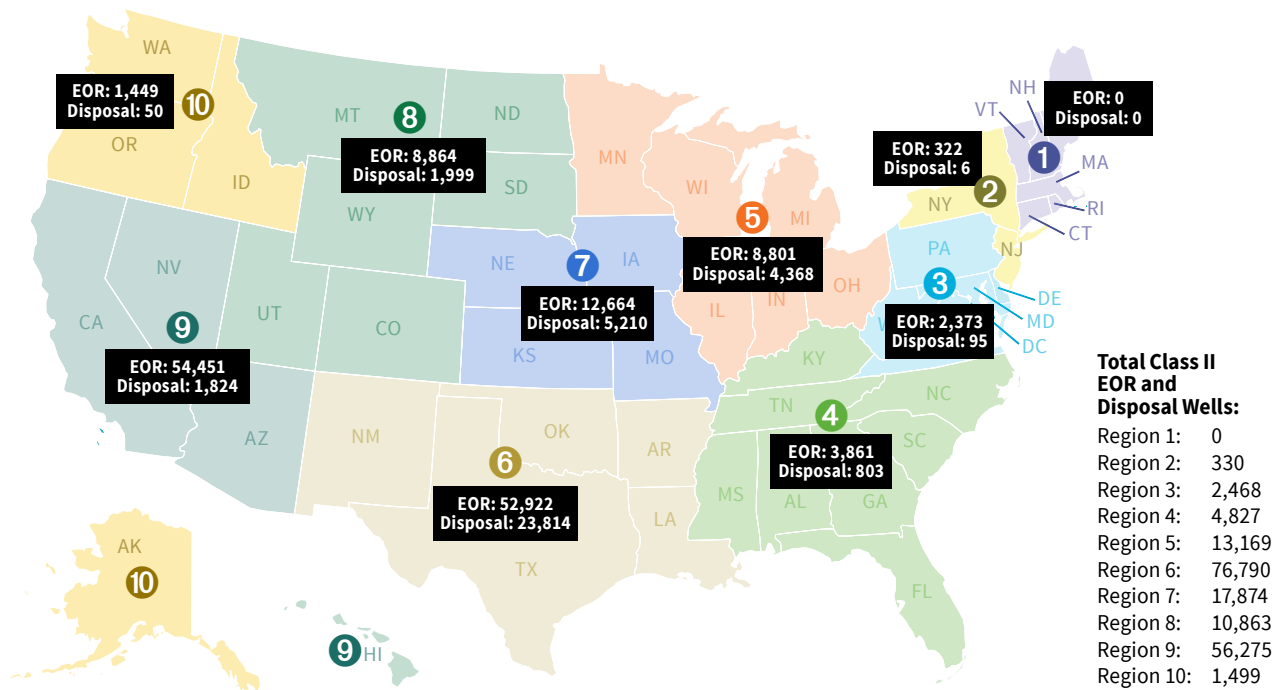 WA
EOR: 1,449
Disposal: 50
10
OR
ID
MT
8
ND
EOR: 8,864
Disposal: 1,999
SD
WY
UT
CO
MN
WI
5
MI
EOR: 8,801
Disposal: 4,368
IL
IN
OH
NH
VT
EOR: 0
Disposal: 0
1
MA
RI
CT
EOR: 322
Disposal: 6
2
NY
NJ
PA
3
DE
MD
DC
EOR: 2,373
Disposal: 95
NE
7
IA
EOR: 12,664
Disposal: 5,210
KS
MO
NV
CA
9
EOR: 54,451
Disposal: 1,824
AZ
NM
OK
AR
6
EOR: 52,922
Disposal: 23,814
LA
TX
KY
TN
4
NC
SC
EOR: 3,861
Disposal: 803
MS
AL
GA
FL
AK
10
9
HI
Total Class II
EOR and
Disposal Wells:
Region 1: 0
Region 2: 330
Region 3: 2,468
Region 4: 4,827
Region 5: 13,169
Region 6: 76,790
Region 7: 17,874
Region 8: 10,863
Region 9: 56,275
Region 10: 1,499